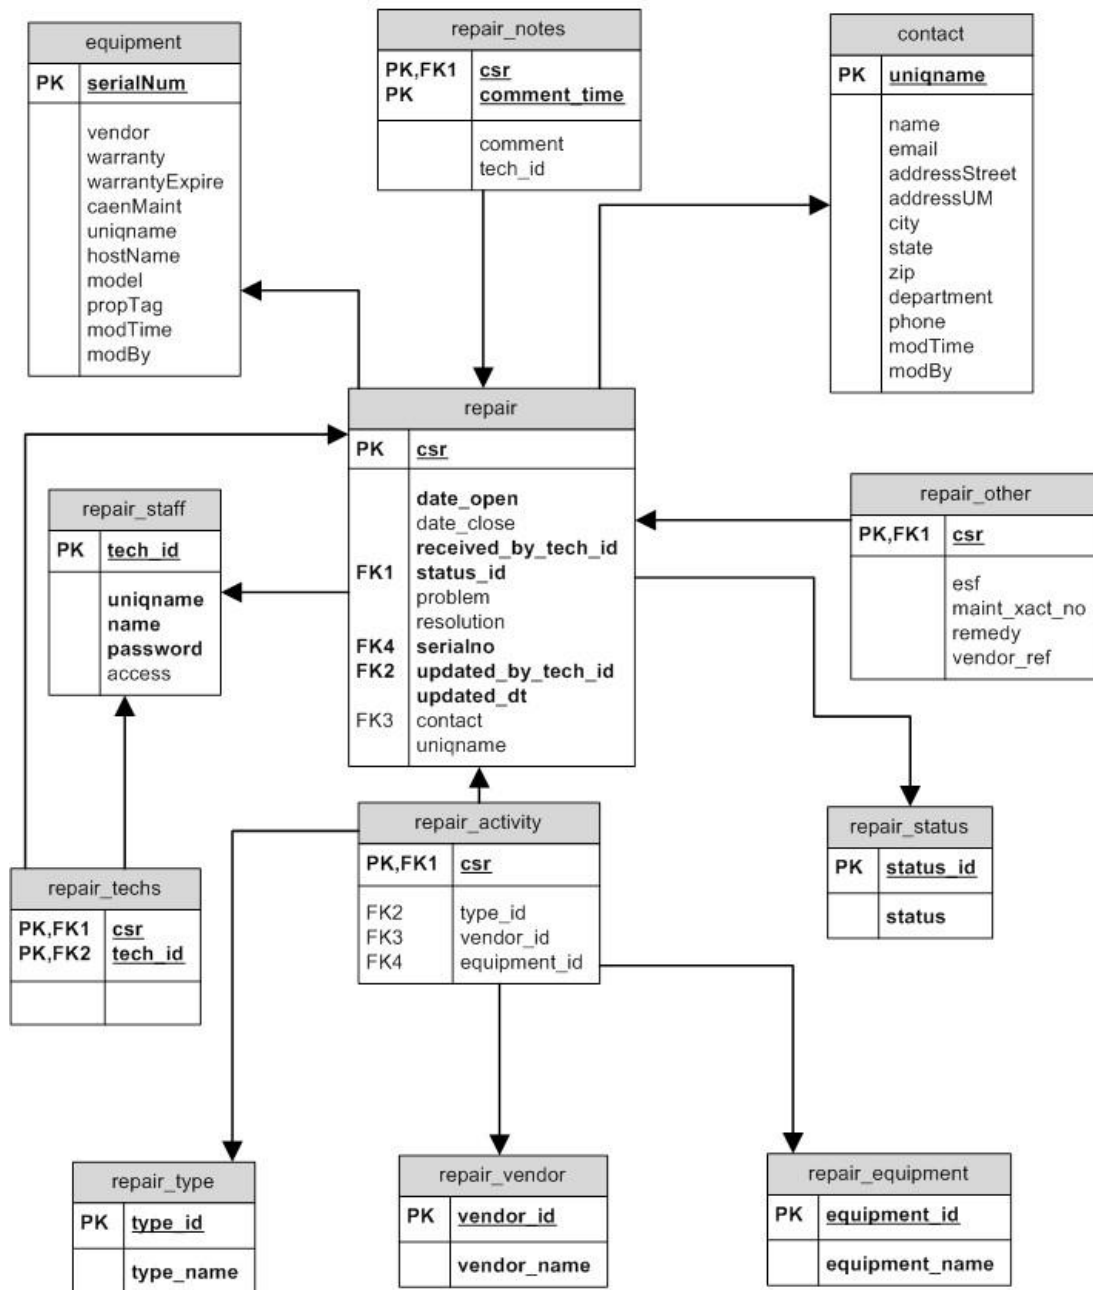 equipment
PK serialNum
vendor
warranty
warrantyExpire
caenMaint
uniqname
hostName
model
propTag
modTime
modBy
repair_notes
PK,FK1 csr
PK comment_time
comment
tech_id
contact
PK uniqname
name
email
addressStreet
addressUM
city
state
zip
department
phone
modTime
modBy
repair
PK csr
date_open
date_close
received_by_tech_id
FK1 status_id
problem
resolution
FK4 serialno
FK2 updated_by_tech_id
updated_dt
FK3 contact
uniqname
repair_staff
PK tech_id
uniqname
name
password
access
repair_other
PK,FK1 csr
esf
maint_xact_no
remedy
vendor_ref
repair_activity
PK,FK1 csr
FK2 type_id
FK3 vendor_id
FK4 equipment_id
repair_status
PK status_id
status
repair_techs
PK,FK1 csr
PK,FK2 tech_id
repair_type
PK type_id
type_name
repair_vendor
PK vendor_id
vendor_name
repair_equipment
PK equipment_id
equipment_name